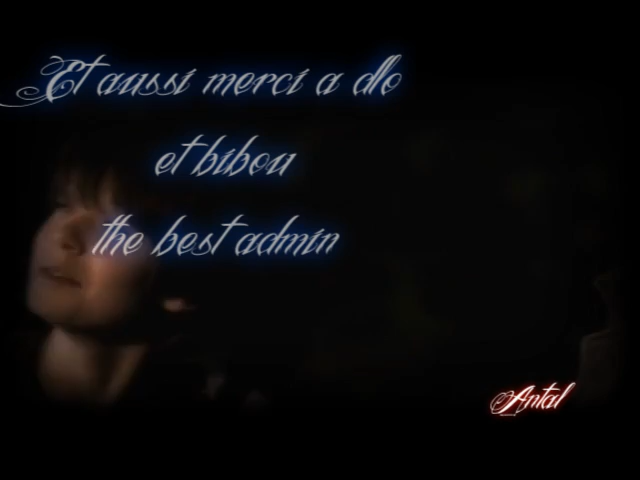 Et aussi merci a dlo
et bibou
the best admin
Antal